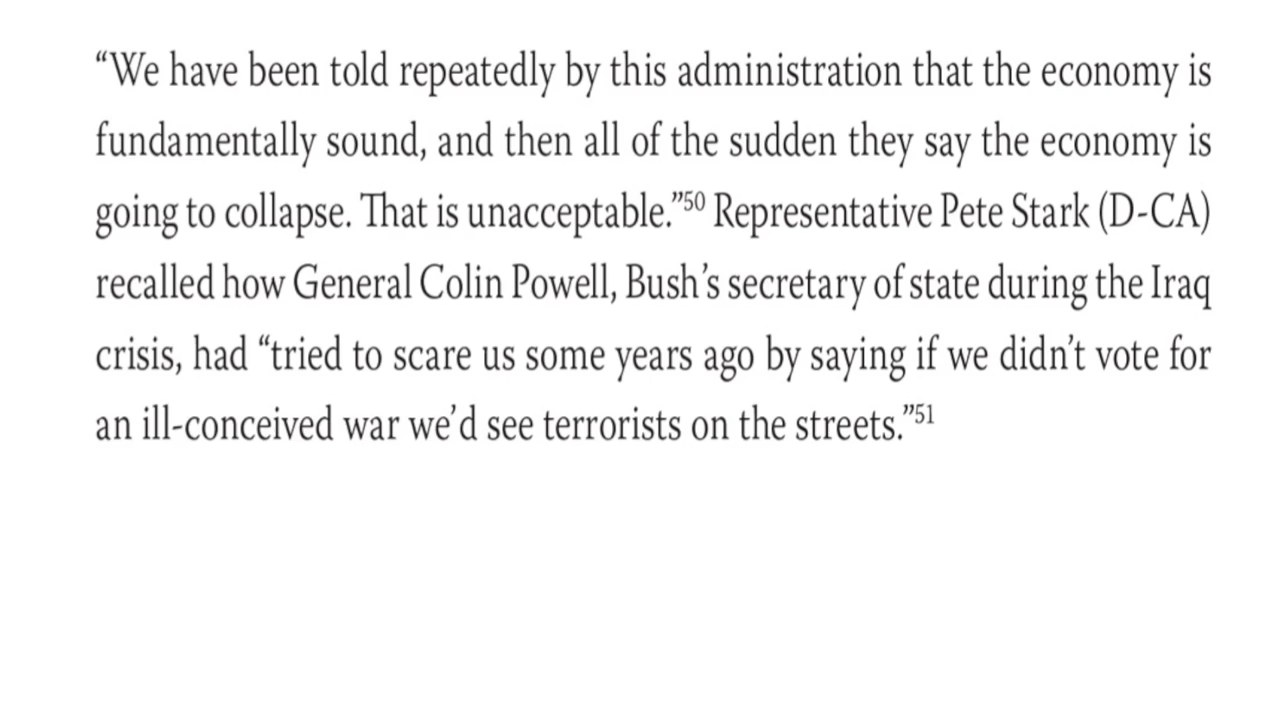 “We have been told repeatedly by this administration that the economy is
fundamentally sound, and then all of the sudden they say the economy is
going to collapse. That is unacceptable.”50 Representative Pete Stark (D-CA)
recalled how General Colin Powell, Bush’s secretary of state during the Iraq
crisis, had “tried to scare us some years ago by saying if we didn’t vote for
an ill-conceived war we’d see terrorists on the streets.”51